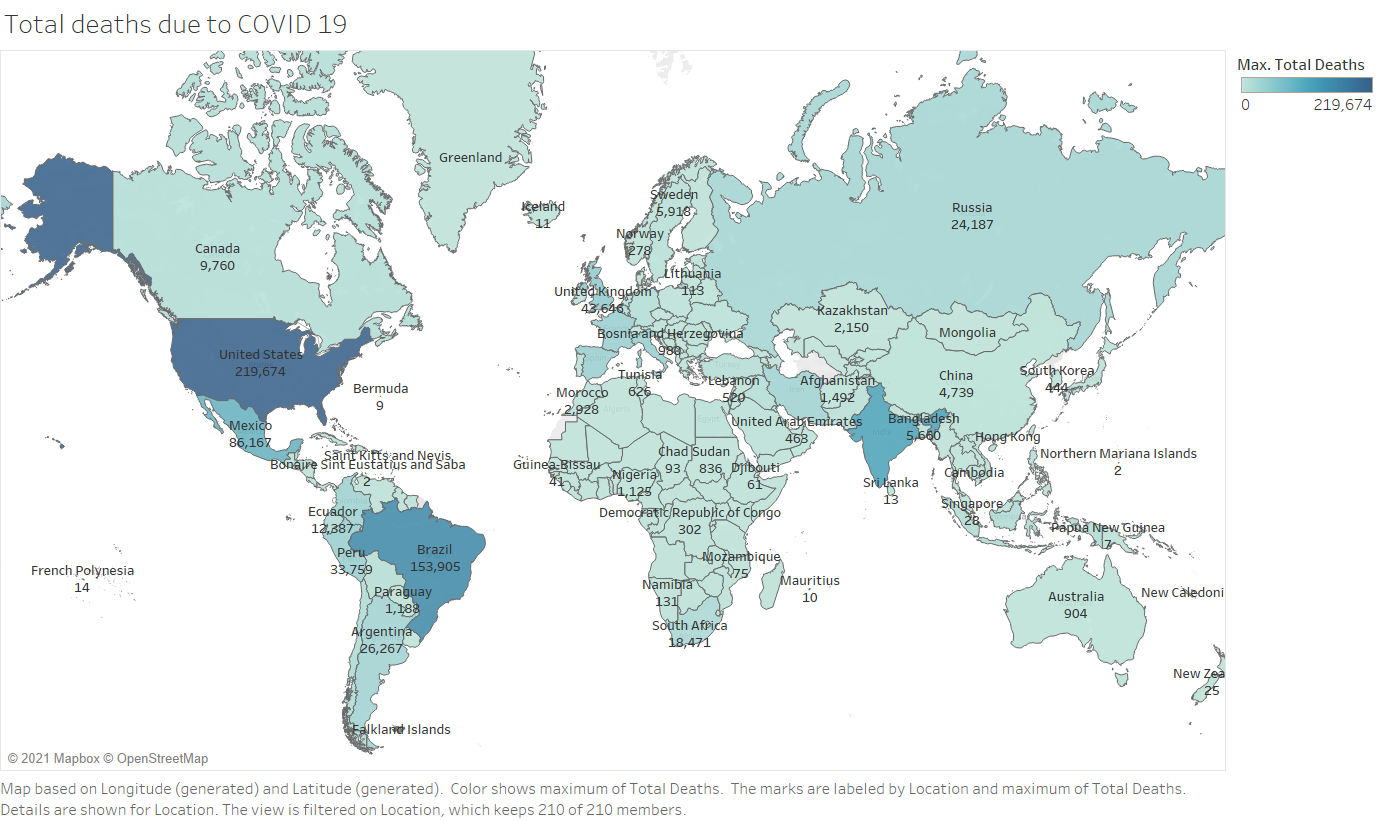 Total deaths due to COVID 19
Max. Total Deaths
0 219,674
Greenland
Iceland
11
Sweden
5,918
Russia
24,187
Norway
278
Canada
9,760
Lithuania
113
United Kingdom
43,646
Kazakhstan
2,150
Mongolia
Bosnia and Herzegovina
980
United States
219,674
South Korea
444
China
4,739
Tunisia
626
Lebanon
520
Afghanistan
1,492
Bermuda
9
Morocco
2,928
Algeria
Egypt
United Arab Emirates
463
Bangladesh
5,660
Mexico
86,167
Hong Kong
Saint Kitts and Nevis
Bonaire Sint Eustatius and Saba
2
Chad
93
Sudan
836
Northern Mariana Islands
2
Guinea-Bissau
41
Djibouti
61
Nigeria
1,125
Cambodia
Sri Lanka
13
Singapore
28
Ecuador
12,387
Democratic Republic of Congo
302
Papua New Guinea
7
Peru
33,759
Brazil
153,905
Mozambique
75
French Polynesia
14
Mauritius
10
Namibia
131
Paraguay
1,188
Australia
904
New Caledoni
South Africa
18,471
Argentina
26,267
New Zea
25
Falkland Islands
© 2021 Mapbox © OpenStreetMap
Map based on Longitude (generated) and Latitude (generated).  Color shows maximum of Total Deaths.  The marks are labeled by Location and maximum of Total Deaths.
Details are shown for Location. The view is filtered on Location, which keeps 210 of 210 members.